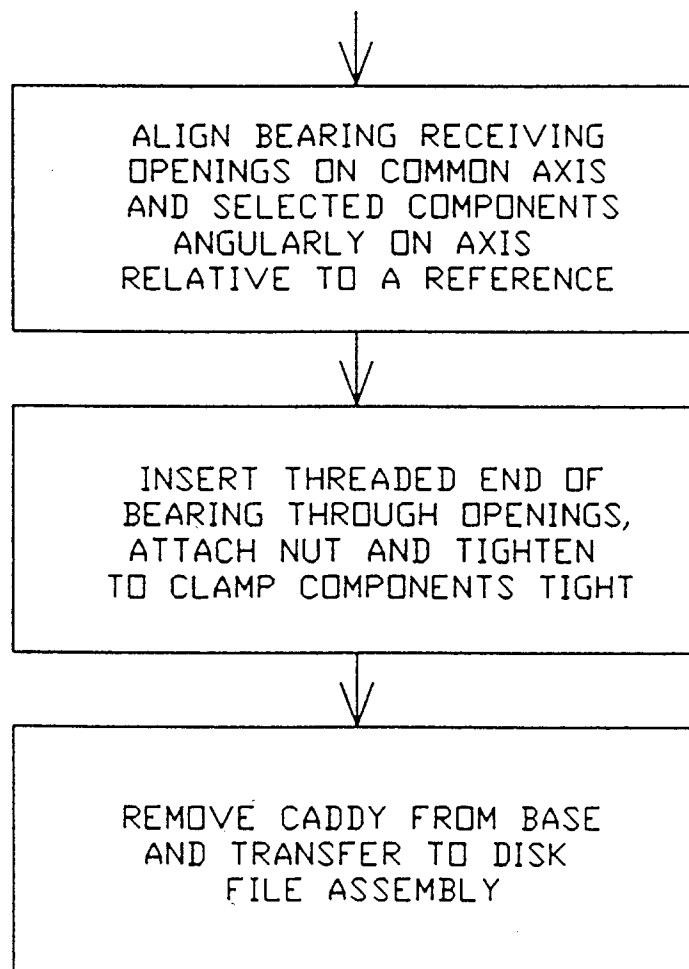 ALIGN BEARING RECEIVING
OPENINGS ON COMMON AXIS
AND SELECTED COMPONENTS
ANGULARLY ON AXIS
RELATIVE TO A REFERENCE
INSERT THREADED END OF
BEARING THROUGH OPENINGS,
ATTACH NUT AND TIGHTEN
TO CLAMP COMPONENTS TIGHT
REMOVE CADDY FROM BASE
AND TRANSFER TO DISK
FILE ASSEMBLY